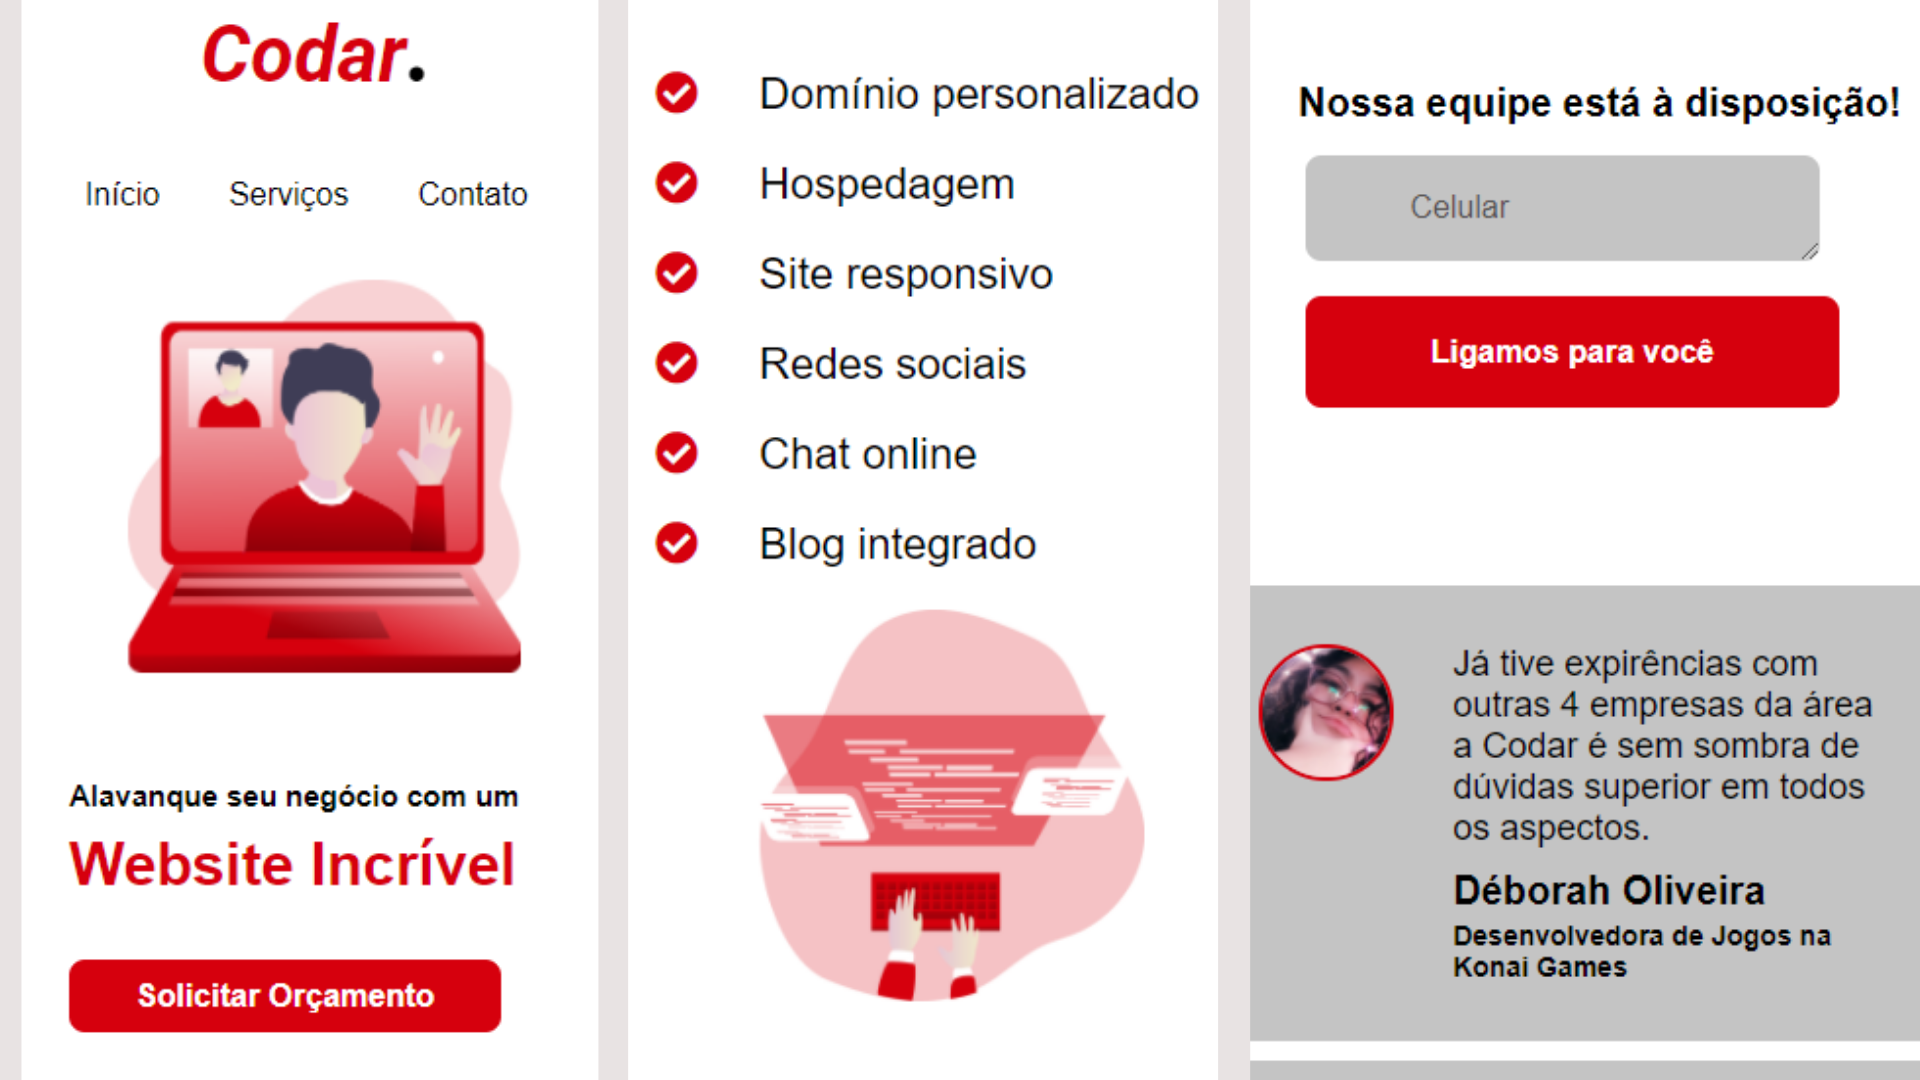 Codar.
Início Serviços Contato
Alavanque seu negócio com um
Website Incrível
Solicitar Orçamento
Domínio personalizado
Hospedagem
Site responsivo
Redes sociais
Chat online
Blog integrado
Nossa equipe está à disposição!
Celular
Ligamos para você
Já tive expirências com
outras 4 empresas da área
a Codar é sem sombra de
dúvidas superior em todos
os aspectos.
Déborah Oliveira
Desenvolvedora de Jogos na
Konai Games